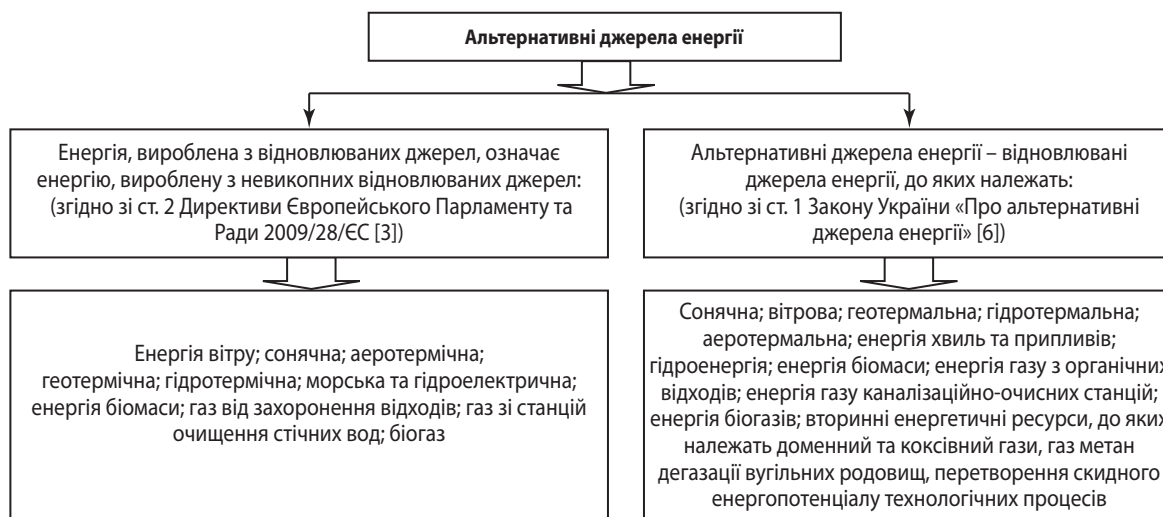 Альтернативні джерела енергії
Енергія, вироблена з відновлюваних джерел, означає
енергію, вироблену з невикопних відновлюваних джерел:
(згідно зі ст. 2 Директиви Європейського Парламенту та
Ради 2009/28/ЄС [3])
Альтернативні джерела енергії – відновлювані
джерела енергії, до яких належать:
(згідно зі ст. 1 Закону України «Про альтернативні
джерела енергії» [6])
Енергія вітру; сонячна; аеротермічна;
геотермічна; гідротермічна; морська та гідроелектрична;
енергія біомаси; газ від захоронення відходів; газ зі станцій
очищення стічних вод; біогаз
Сонячна; вітрова; геотермальна; гідротермальна;
аеротермальна; енергія хвиль та припливів;
гідроенергія; енергія біомаси; енергія газу з органічних
відходів; енергія газу каналізаційно-очисних станцій;
енергія біогазів; вторинні енергетичні ресурси, до яких
належать доменний та коксівний гази, газ метан
дегазації вугільних родовищ, перетворення скидного
енергопотенціалу технологічних процесів